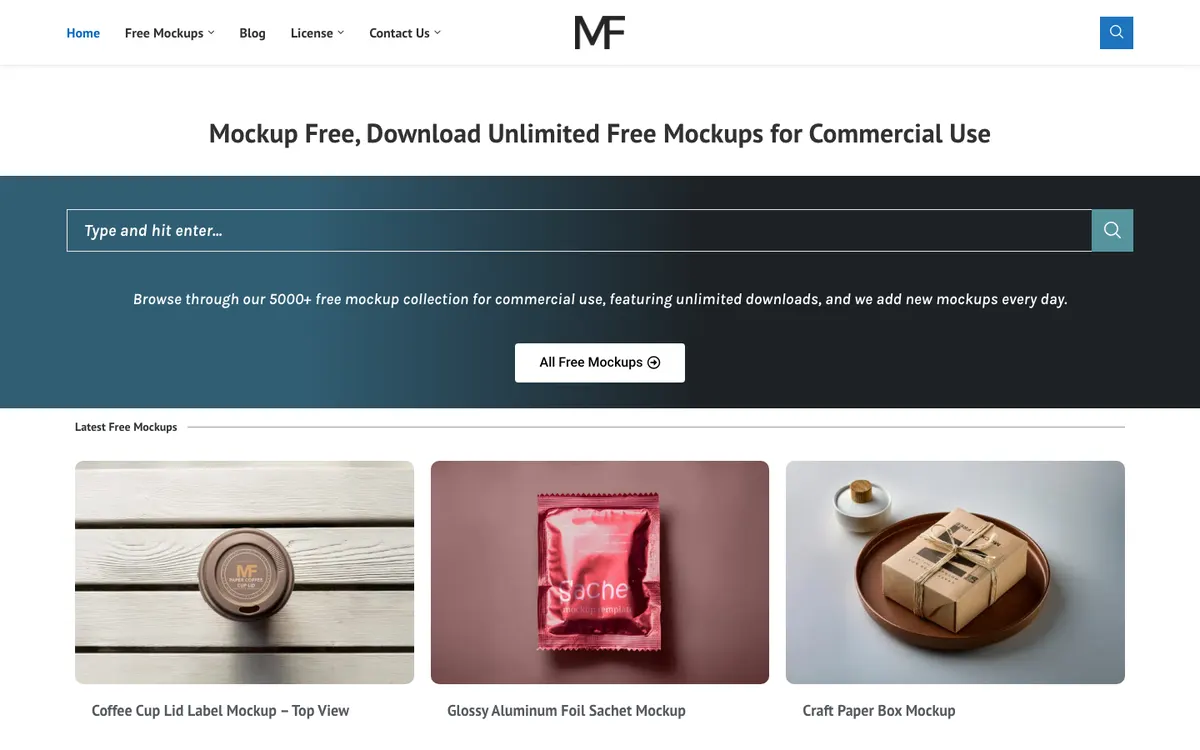 Home
Free Mockups
Blog
License
Contact Us
MF
Mockup Free, Download Unlimited Free Mockups for Commercial Use
Type and hit enter...
Browse through our 5000+ free mockup collection for commercial use, featuring unlimited downloads, and we add new mockups every day.
All Free Mockups
Latest Free Mockups
MF
PAPER COFFEE
CUP LID
Sachet
mockup template
Coffee Cup Lid Label Mockup – Top View
Glossy Aluminum Foil Sachet Mockup
Craft Paper Box Mockup